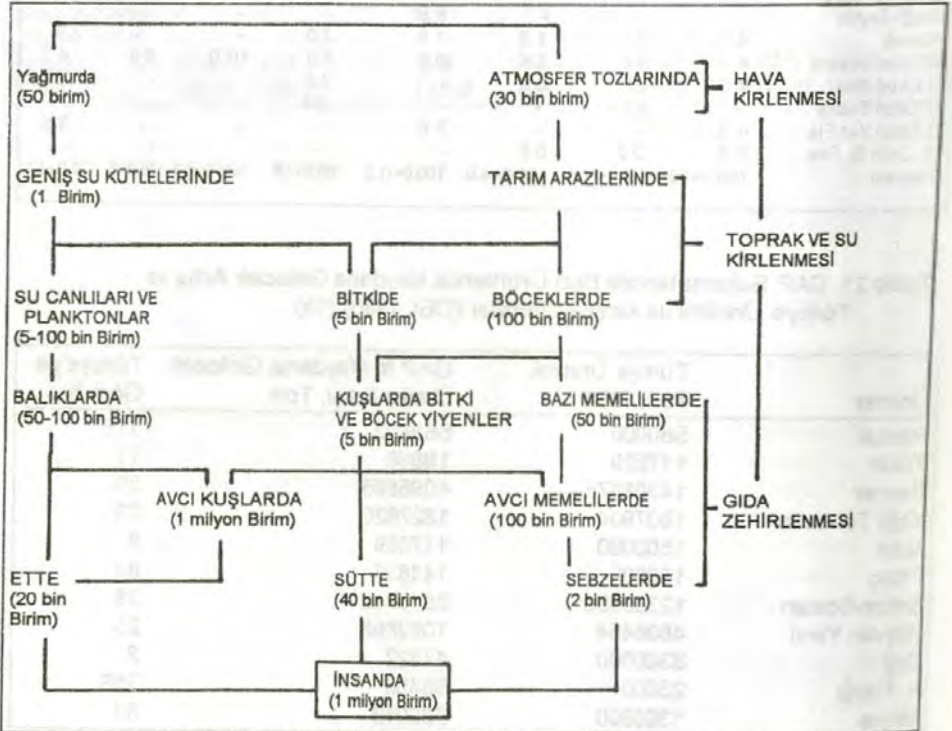 Yağmurda
(50 birim)
ATMOSFER TOZLARINDA
(30 bin birim)
HAVA
KİRLENMESİ
GENİŞ SU KÜTLELERİNDE
(1 Birim)
TARIM ARAZİLERİNDE
TOPRAK VE SU
KİRLENMESİ
SU CANLILARI VE
PLANKTONLAR
(5-100 bin Birim)
BİTKİDE
(5 bin Birim)
BÖCEKLERDE
(100 bin Birim)
BALIKLARDA
(50-100 bin Birim)
KUŞLARDA BİTKİ
VE BÖCEK YİYENLER
(5 bin Birim)
BAZI MEMELİLERDE
(50 bin Birim)
AVCI KUŞLARDA
(1 milyon Birim)
AVCI MEMELİLERDE
(100 bin Birim)
GIDA
ZEHİRLENMESİ
ETTE
(20 bin
Birim)
SÜTTE
(40 bin Birim)
SEBZELERDE
(2 bin Birim)
İNSANDA
(1 milyon Birim)